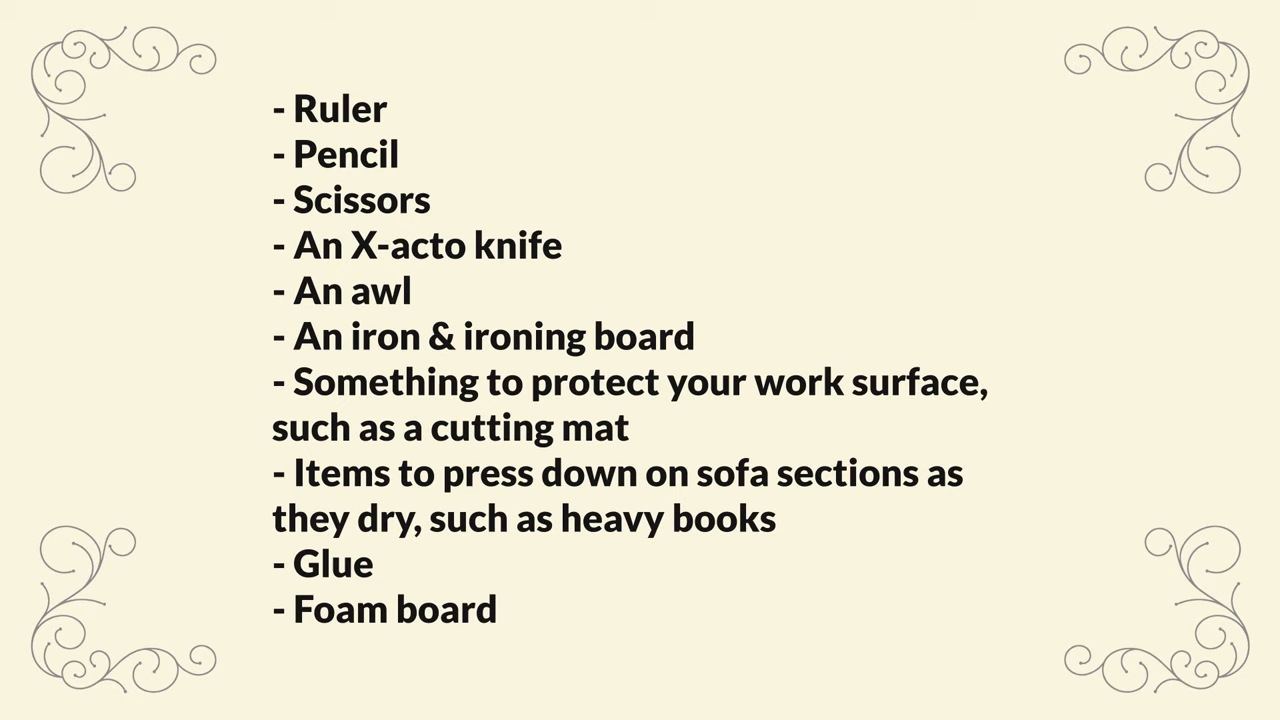 - Ruler
- Pencil
- Scissors
- An X-acto knife
- An awl
- An iron & ironing board
- Something to protect your work surface,
such as a cutting mat
- Items to press down on sofa sections as
they dry, such as heavy books
- Glue
- Foam board